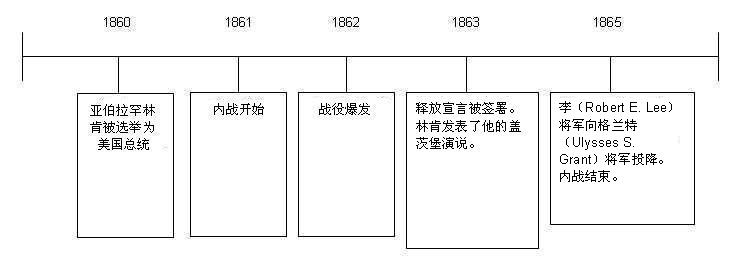 1860
1861
1862
1863
1865
亚伯拉罕林
肯被选举为
美国总统
内战开始
战役爆发
释放宣言被签署。
林肯发表了他的盖
茨堡演说。
李（Robert E. Lee）
将军向格兰特
（Ulysses S.
Grant）将军投降。
内战结束。